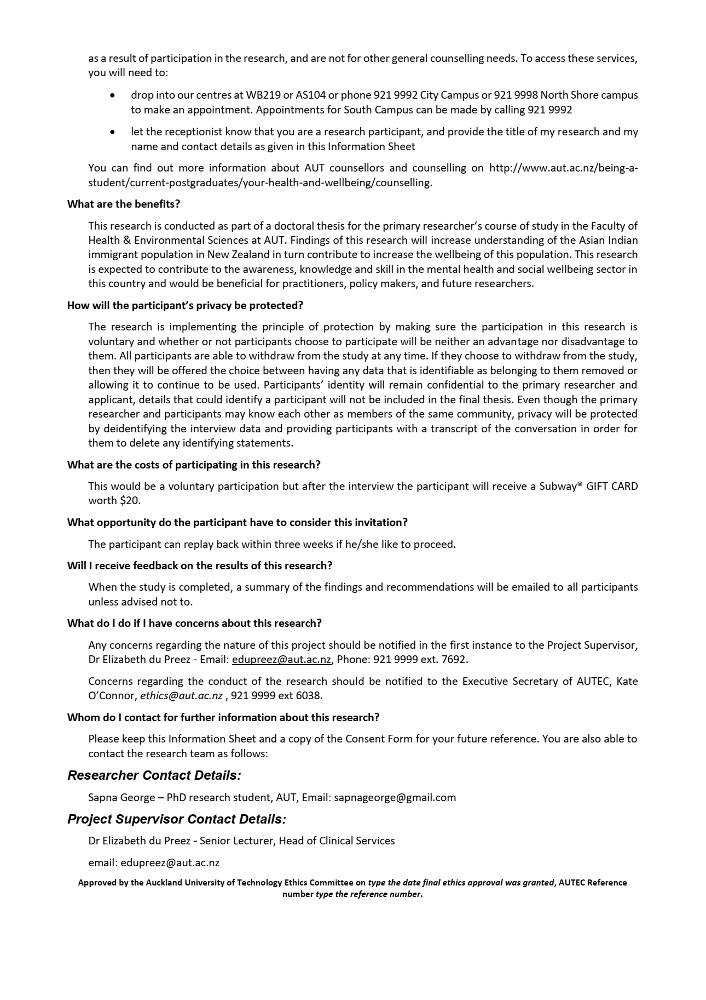 as a result of participation in the research, and are not for other general counselling needs. To access these services,
you will need to:
• drop into our centres at WB219 or AS104 or phone 921 9992 City Campus or 921 9998 North Shore campus
to make an appointment. Appointments for South Campus can be made by calling 921 9992
• let the receptionist know that you are a research participant, and provide the title of my research and my
name and contact details as given in this Information Sheet
You can find out more information about AUT counsellors and counselling on http://www.aut.ac.nz/being-a-
student/current-postgraduates/your-health-and-wellbeing/counselling.
What are the benefits?
This research is conducted as part of a doctoral thesis for the primary researcher’s course of study in the Faculty of
Health & Environmental Sciences at AUT. Findings of this research will increase understanding of the Asian Indian
immigrant population in New Zealand in turn contribute to increase the wellbeing of this population. This research
is expected to contribute to the awareness, knowledge and skill in the mental health and social wellbeing sector in
this country and would be beneficial for practitioners, policy makers, and future researchers.
How will the participant’s privacy be protected?
The research is implementing the principle of protection by making sure the participation in this research is
voluntary and whether or not participants choose to participate will be neither an advantage nor disadvantage to
them. All participants are able to withdraw from the study at any time. If they choose to withdraw from the study,
then they will be offered the choice between having any data that is identifiable as belonging to them removed or
allowing it to continue to be used. Participants’ identity will remain confidential to the primary researcher and
applicant, details that could identify a participant will not be included in the final thesis. Even though the primary
researcher and participants may know each other as members of the same community, privacy will be protected
by deidentifying the interview data and providing participants with a transcript of the conversation in order for
them to delete any identifying statements.
What are the costs of participating in this research?
This would be a voluntary participation but after the interview the participant will receive a Subway® GIFT CARD
worth $20.
What opportunity do the participant have to consider this invitation?
The participant can replay back within three weeks if he/she like to proceed.
Will I receive feedback on the results of this research?
When the study is completed, a summary of the findings and recommendations will be emailed to all participants
unless advised not to.
What do I do if I have concerns about this research?
Any concerns regarding the nature of this project should be notified in the first instance to the Project Supervisor,
Dr Elizabeth du Preez - Email: edupreez@aut.ac.nz, Phone: 921 9999 ext. 7692.
Concerns regarding the conduct of the research should be notified to the Executive Secretary of AUTEC, Kate
O’Connor, ethics@aut.ac.nz , 921 9999 ext 6038.
Whom do I contact for further information about this research?
Please keep this Information Sheet and a copy of the Consent Form for your future reference. You are also able to
contact the research team as follows:
Researcher Contact Details:
Sapna George – PhD research student, AUT, Email: sapnageorge@gmail.com
Project Supervisor Contact Details:
Dr Elizabeth du Preez - Senior Lecturer, Head of Clinical Services
email: edupreez@aut.ac.nz
Approved by the Auckland University of Technology Ethics Committee on type the date final ethics approval was granted, AUTEC Reference
number type the reference number.